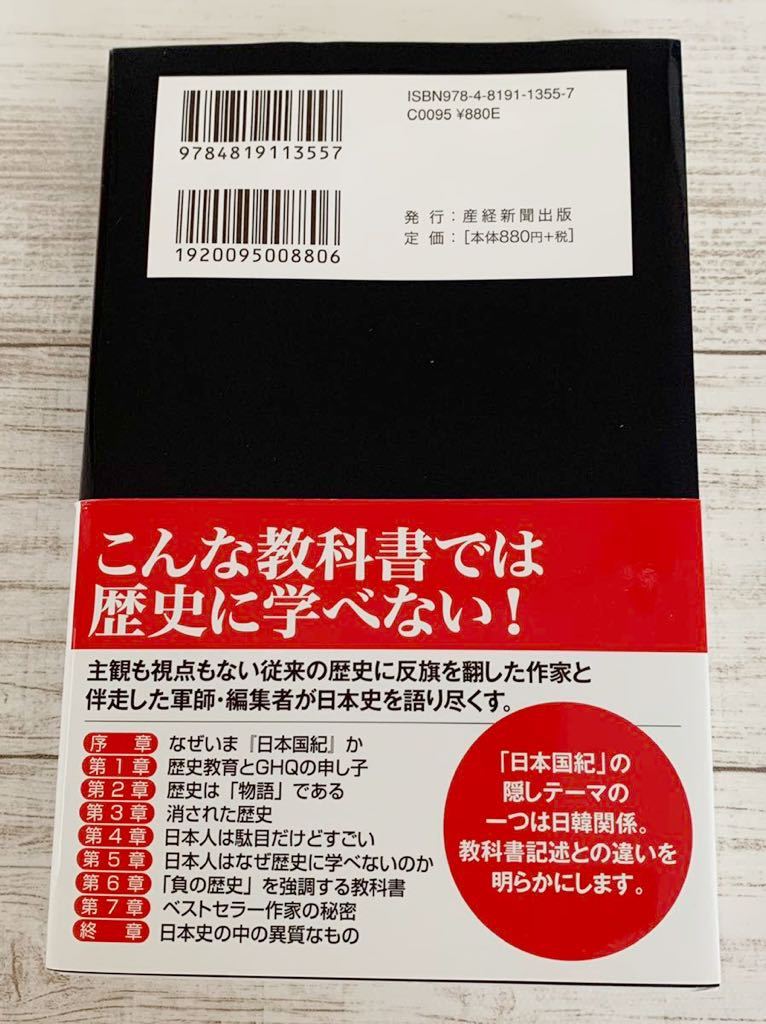 ISBN978-4-8191-1355-7
C0095 ¥880E
9784819113557
発行：産経新聞出版
定価：[本体880円+税]
1920095008806
こんな教科書では
歴史に学べない！
主観も視点もない従来の歴史に反旗を翻した作家と
伴走した軍師・編集者が日本史を語り尽くす。
序章 なぜいま『日本国紀』か
第1章 歴史教育とGHQの申し子
第2章 歴史は「物語」である
第3章 消された歴史
第4章 日本人は駄目だけどすごい
第5章 日本人はなぜ歴史に学べないのか
第6章 「負の歴史」を強調する教科書
第7章 ベストセラー作家の秘密
終章 日本史の中の異質なもの
「日本国紀」の
隠しテーマの
一つは日韓関係。
教科書記述との違いを
明らかにします。